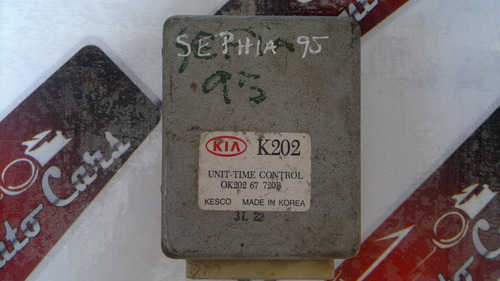 SEPHIA 95
SEPHIA
95
KIA K202
UNIT-TIME CONTROL
OK202 67 720B
KESCO MADE IN KOREA
3L 22
Auto Cars
Cars